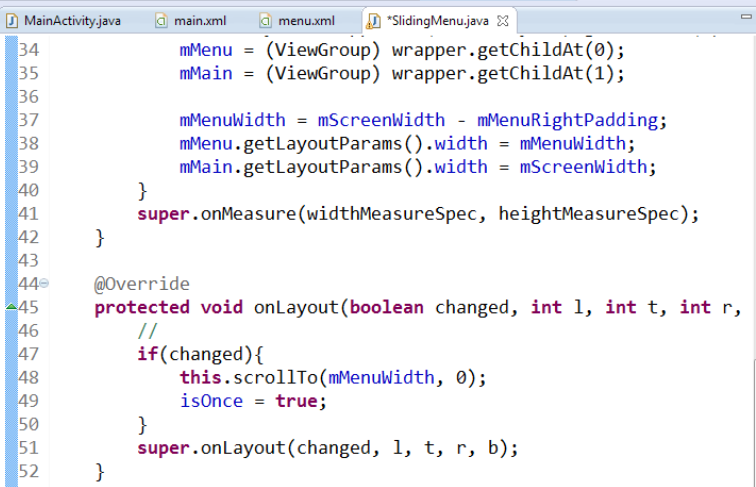 MainActivity.java main.xml menu.xml *SlidingMenu.java
34 mMenu = (ViewGroup) wrapper.getChildAt(0);
35 mMain = (ViewGroup) wrapper.getChildAt(1);
36
37 mMenuWidth = mScreenWidth - mMenuRightPadding;
38 mMenu.getLayoutParams().width = mMenuWidth;
39 mMain.getLayoutParams().width = mScreenWidth;
40 }
41 super.onMeasure(widthMeasureSpec, heightMeasureSpec);
42 }
43
44 @Override
45 protected void onLayout(boolean changed, int l, int t, int r,
46 //
47 if(changed){
48 this.scrollTo(mMenuWidth, 0);
49 isOnce = true;
50 }
51 super.onLayout(changed, l, t, r, b);
52 }